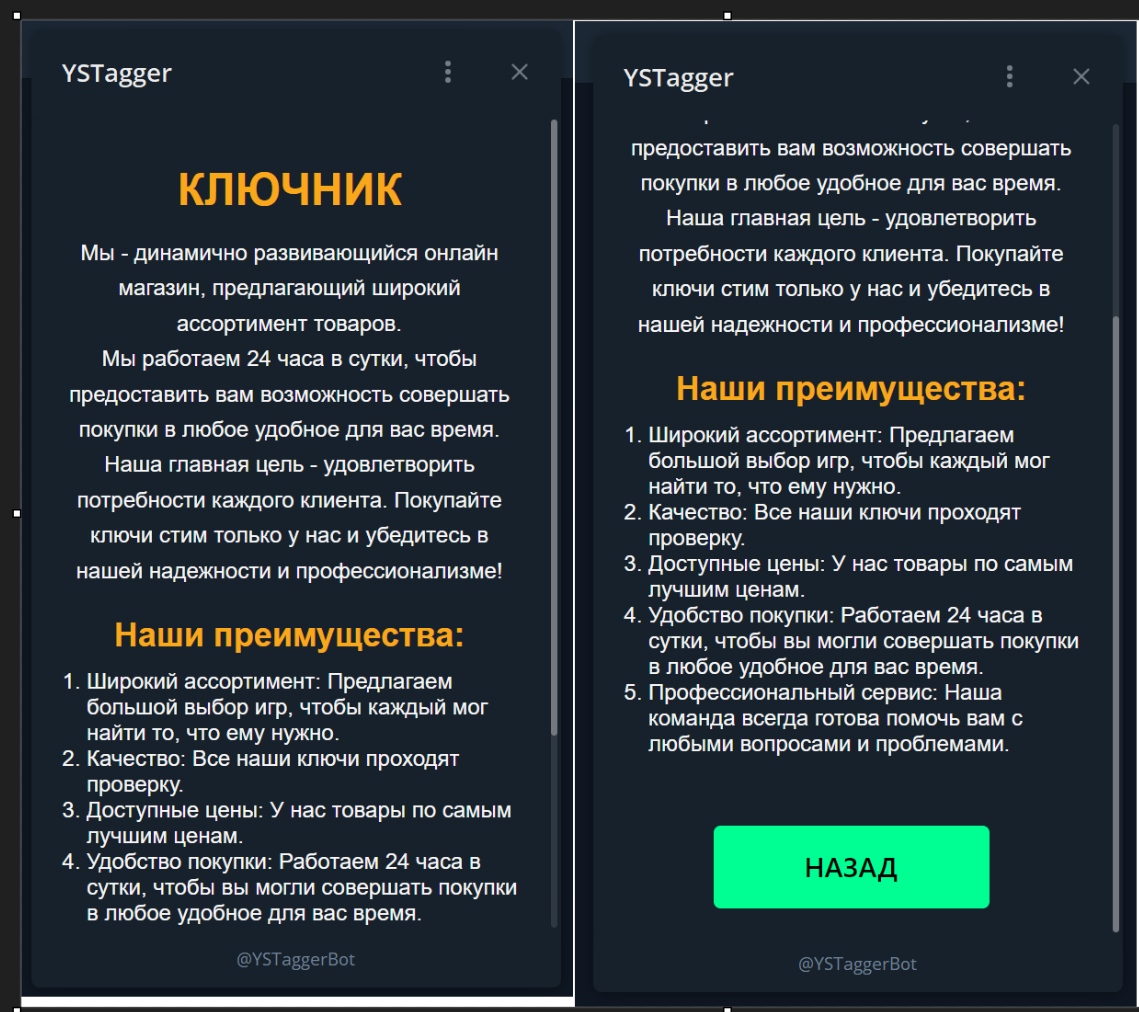 YSTagger
КЛЮЧНИК
Мы - динамично развивающийся онлайн
магазин, предлагающий широкий
ассортимент товаров.
Мы работаем 24 часа в сутки, чтобы
предоставить вам возможность совершать
покупки в любое удобное для вас время.
Наша главная цель - удовлетворить
потребности каждого клиента. Покупайте
ключи стим только у нас и убедитесь в
нашей надежности и профессионализме!
Наши преимущества:
1. Широкий ассортимент: Предлагаем
большой выбор игр, чтобы каждый мог
найти то, что ему нужно.
2. Качество: Все наши ключи проходят
проверку.
3. Доступные цены: У нас товары по самым
лучшим ценам.
4. Удобство покупки: Работаем 24 часа в
сутки, чтобы вы могли совершать покупки
в любое удобное для вас время.
@YSTaggerBot
YSTagger
предоставить вам возможность совершать
покупки в любое удобное для вас время.
Наша главная цель - удовлетворить
потребности каждого клиента. Покупайте
ключи стим только у нас и убедитесь в
нашей надежности и профессионализме!
Наши преимущества:
1. Широкий ассортимент: Предлагаем
большой выбор игр, чтобы каждый мог
найти то, что ему нужно.
2. Качество: Все наши ключи проходят
проверку.
3. Доступные цены: У нас товары по самым
лучшим ценам.
4. Удобство покупки: Работаем 24 часа в
сутки, чтобы вы могли совершать покупки
в любое удобное для вас время.
5. Профессиональный сервис: Наша
команда всегда готова помочь вам с
любыми вопросами и проблемами.
НАЗАД
@YSTaggerBot